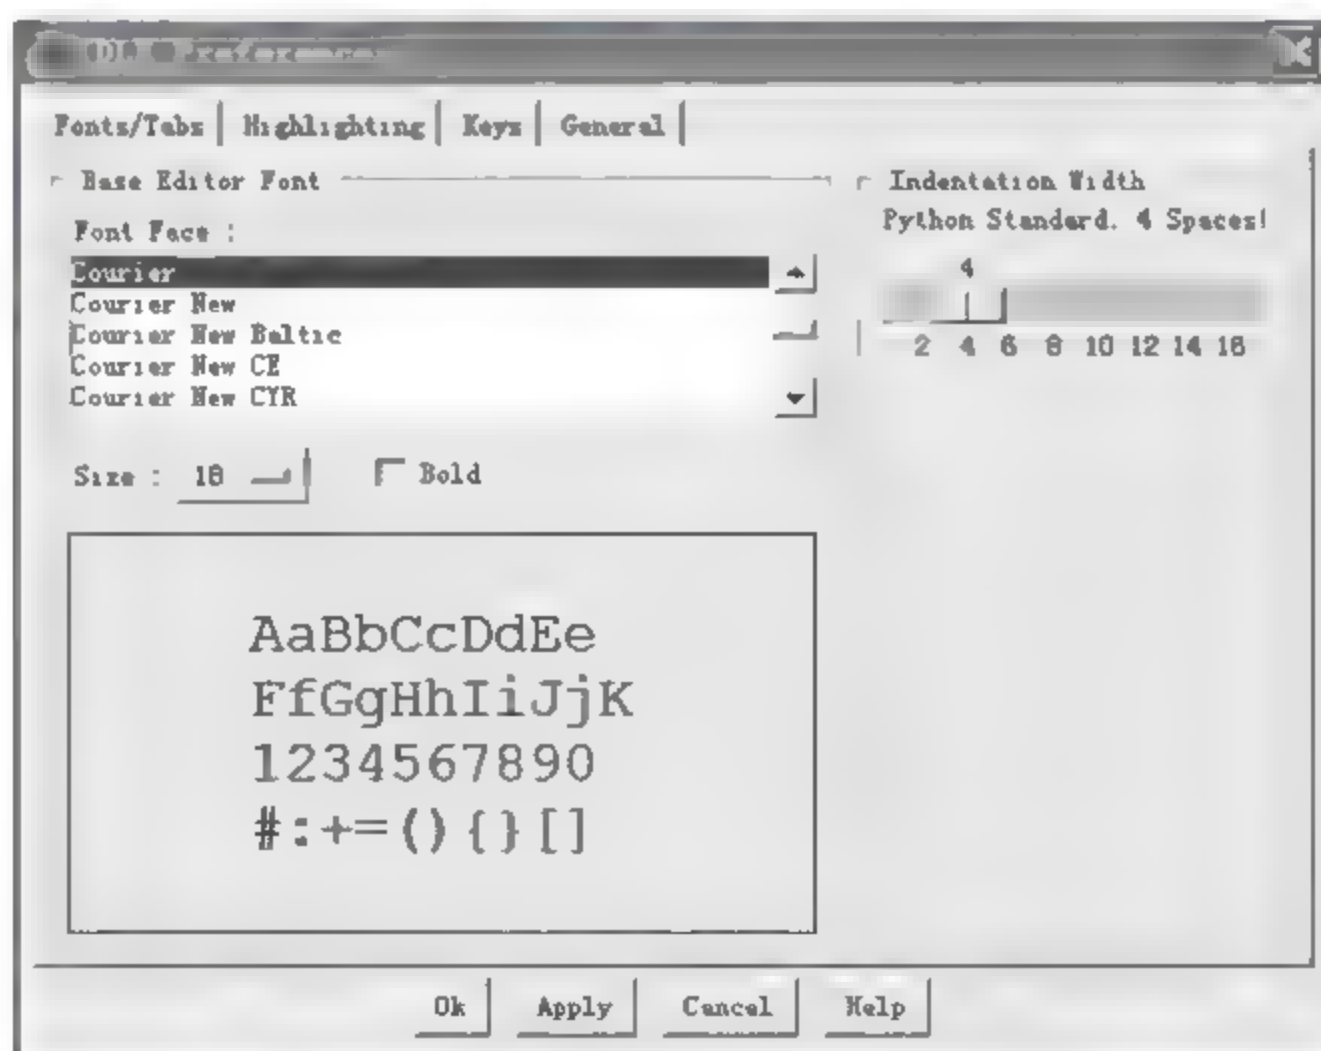 Fonts/Tabs Highlighting Keys General
Base Editor Font
Font Face :
Courier
Courier New
Courier New Baltic
Courier New CE
Courier New CYR
Size : 18 Bold
AaBbCcDdEe
FfGgHhIiJjK
1234567890
#:+=(){}[]
Indentation Width
Python Standard: 4 Spaces!
4
2 4 6 8 10 12 14 16
Ok Apply Cancel Help